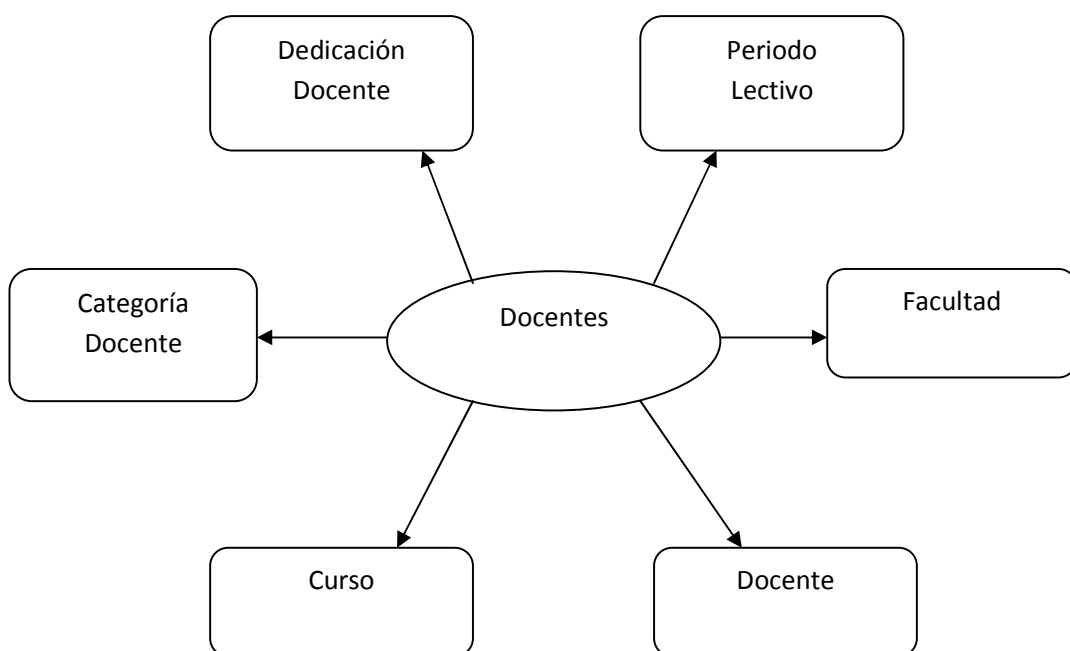 Dedicación
Docente
Periodo
Lectivo
Categoría
Docente
Docentes
Facultad
Curso
Docente